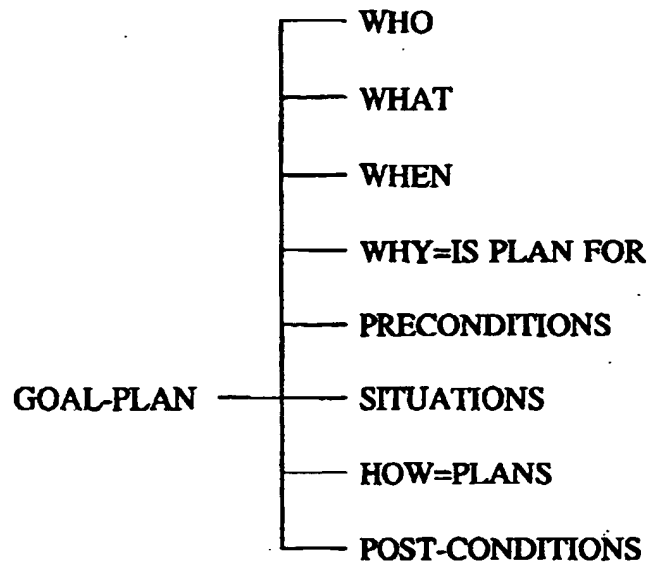 WHO
WHAT
WHEN
WHY=IS PLAN FOR
PRECONDITIONS
GOAL-PLAN
SITUATIONS
HOW=PLANS
POST-CONDITIONS